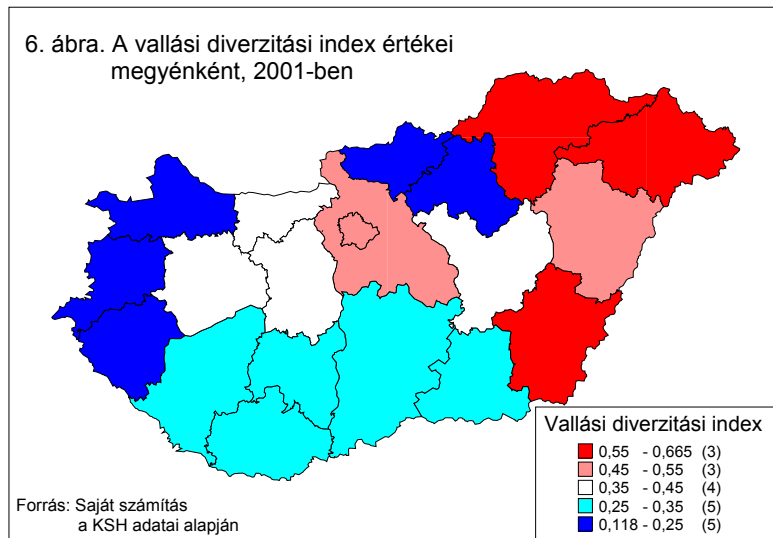 6. ábra. A vallási diverzitási index értékei
megyénként, 2001-ben
Vallási diverzitási index
0,55 - 0,665 (3)
0,45 - 0,55 (3)
0,35 - 0,45 (4)
0,25 - 0,35 (5)
0,118 - 0,25 (5)
Forrás: Saját számítás
a KSH adatai alapján